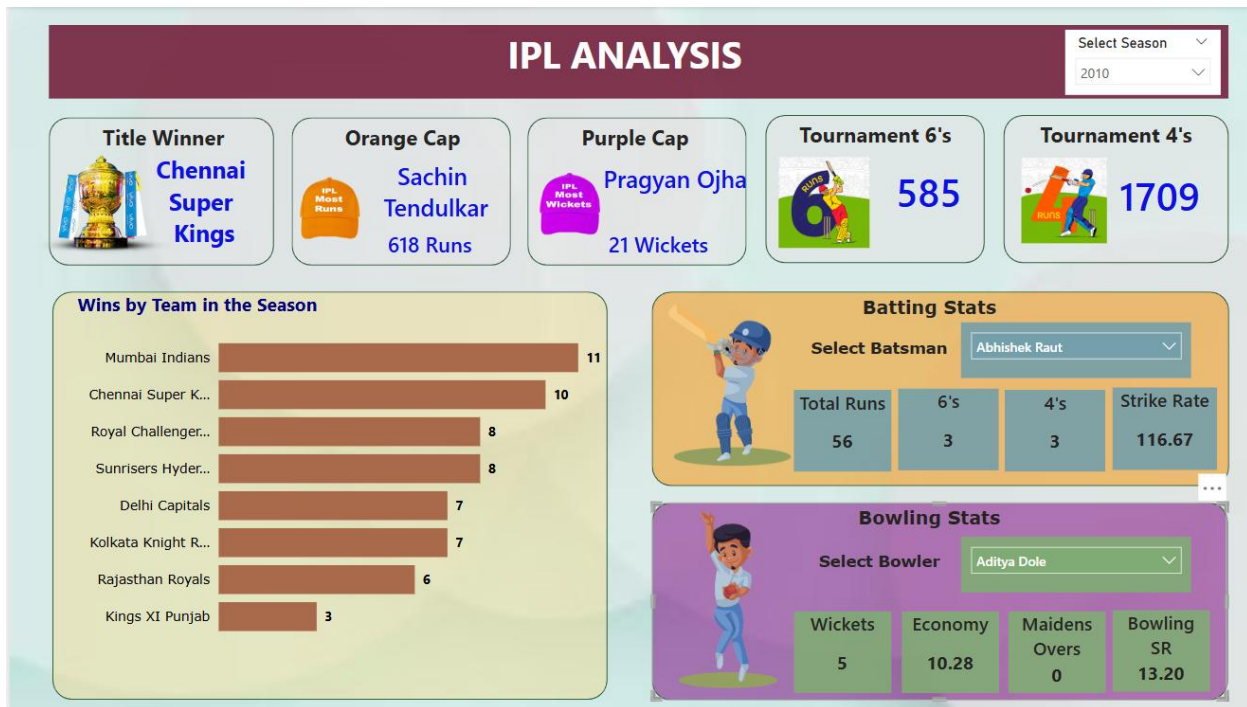 IPL ANALYSIS
Select Season
2010
Title Winner
Chennai
Super
Kings
Orange Cap
IPL
Most
Runs
Sachin
Tendulkar
618 Runs
Purple Cap
IPL
Most
Wickets
Pragyan Ojha
21 Wickets
Tournament 6's
6 RUNS
585
Tournament 4's
4 RUNS
1709
Wins by Team in the Season
Mumbai Indians 11
Chennai Super K... 10
Royal Challenger... 8
Sunrisers Hyder... 8
Delhi Capitals 7
Kolkata Knight R... 7
Rajasthan Royals 6
Kings XI Punjab 3
Batting Stats
Select Batsman Abhishek Raut
Total Runs 6's 4's Strike Rate
56 3 3 116.67
...
Bowling Stats
Select Bowler Aditya Dole
Wickets Economy Maidens Bowling
Overs SR
5 10.28 0 13.20